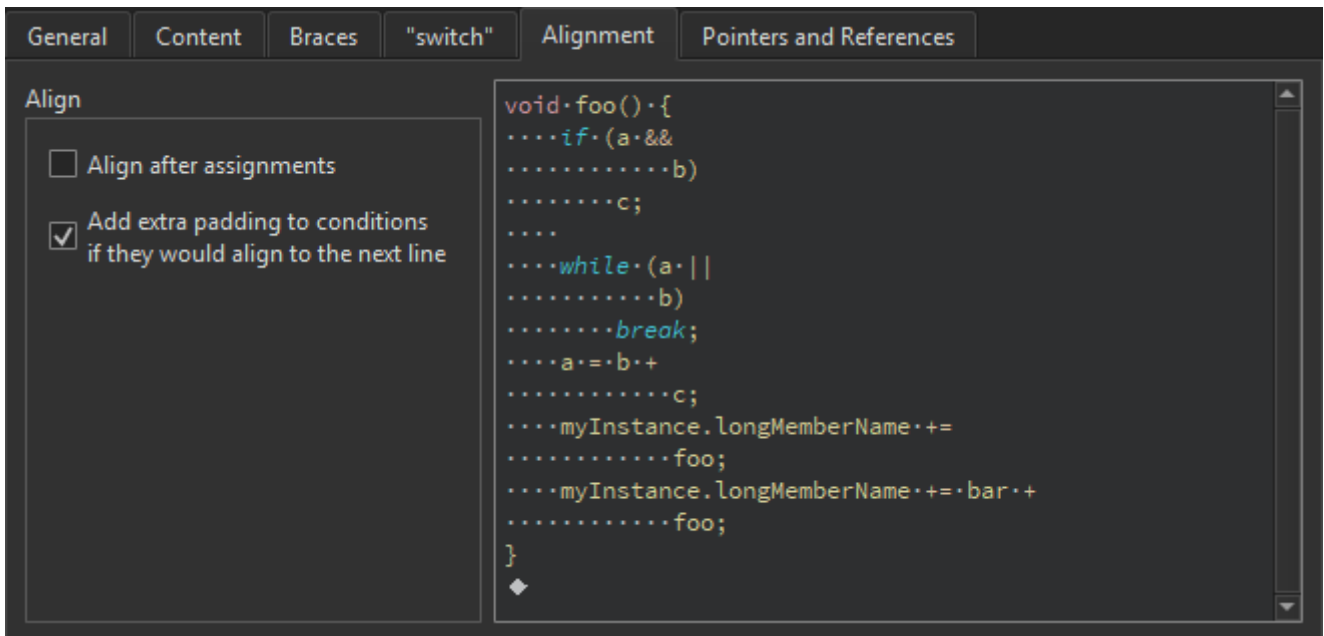 General Content Braces "switch" Alignment Pointers and References
Align
Align after assignments
Add extra padding to conditions
if they would align to the next line
void·foo()·{
····if·(a·&&
············b)
········c;
····
····while·(a·||
···········b)
········break;
····a·=·b·+
············c;
····myInstance.longMemberName·+=
············foo;
····myInstance.longMemberName·+=·bar·+
············foo;
}